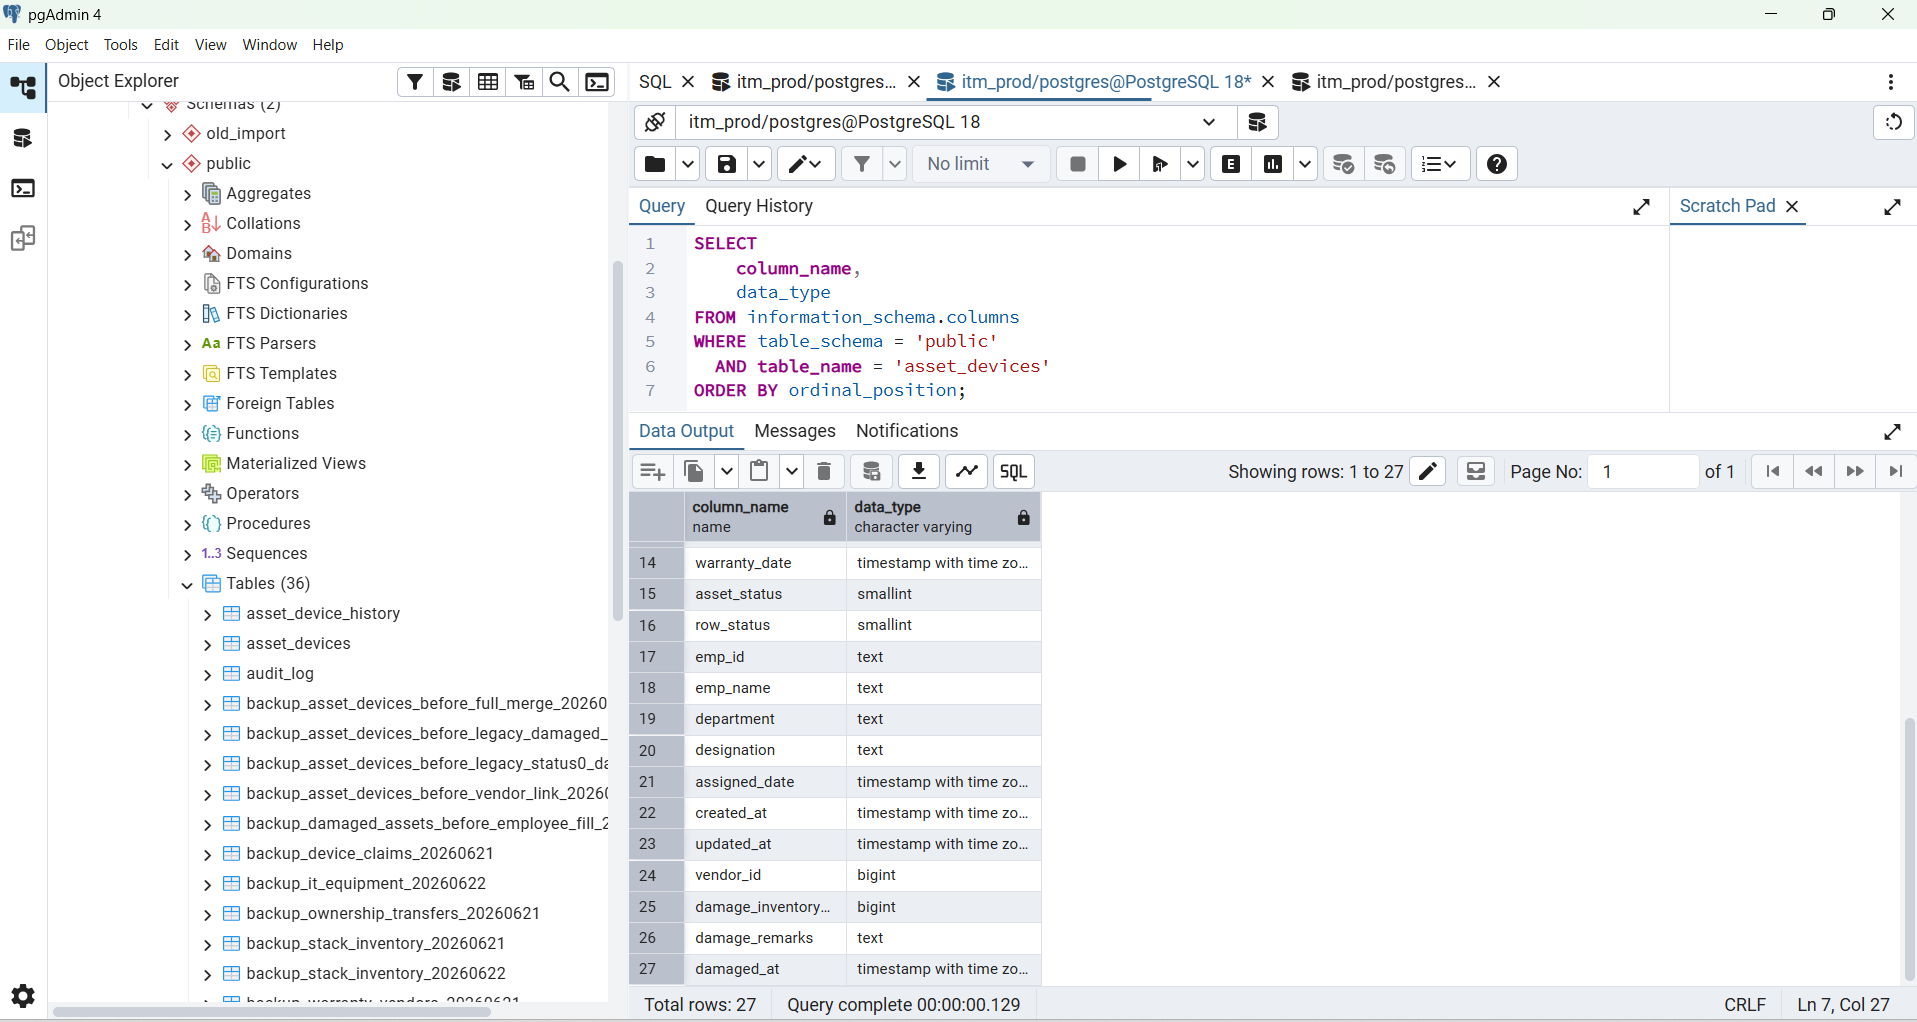 pgAdmin 4
File Object Tools Edit View Window Help
Object Explorer
Schemas (2)
old_import
public
Aggregates
Collations
Domains
FTS Configurations
FTS Dictionaries
Aa FTS Parsers
FTS Templates
Foreign Tables
Functions
Materialized Views
Operators
Procedures
1..3 Sequences
Tables (36)
asset_device_history
asset_devices
audit_log
backup_asset_devices_before_full_merge_20260
backup_asset_devices_before_legacy_damaged_
backup_asset_devices_before_legacy_status0_da
backup_asset_devices_before_vendor_link_2026
backup_damaged_assets_before_employee_fill_2
backup_device_claims_20260621
backup_it_equipment_20260622
backup_ownership_transfers_20260621
backup_stack_inventory_20260621
backup_stack_inventory_20260622
backup_warranty_vendors_20260621
SQL itm_prod/postgres... itm_prod/postgres@PostgreSQL 18* itm_prod/postgres...
itm_prod/postgres@PostgreSQL 18
No limit E
Query Query History Scratch Pad
1 SELECT
2 column_name,
3 data_type
4 FROM information_schema.columns
5 WHERE table_schema = 'public'
6 AND table_name = 'asset_devices'
7 ORDER BY ordinal_position;
Data Output Messages Notifications
SQL Showing rows: 1 to 27 Page No: 1 of 1
column_name data_type
name character varying
14 warranty_date timestamp with time zo...
15 asset_status smallint
16 row_status smallint
17 emp_id text
18 emp_name text
19 department text
20 designation text
21 assigned_date timestamp with time zo...
22 created_at timestamp with time zo...
23 updated_at timestamp with time zo...
24 vendor_id bigint
25 damage_inventory... bigint
26 damage_remarks text
27 damaged_at timestamp with time zo...
Total rows: 27 Query complete 00:00:00.129 CRLF Ln 7, Col 27